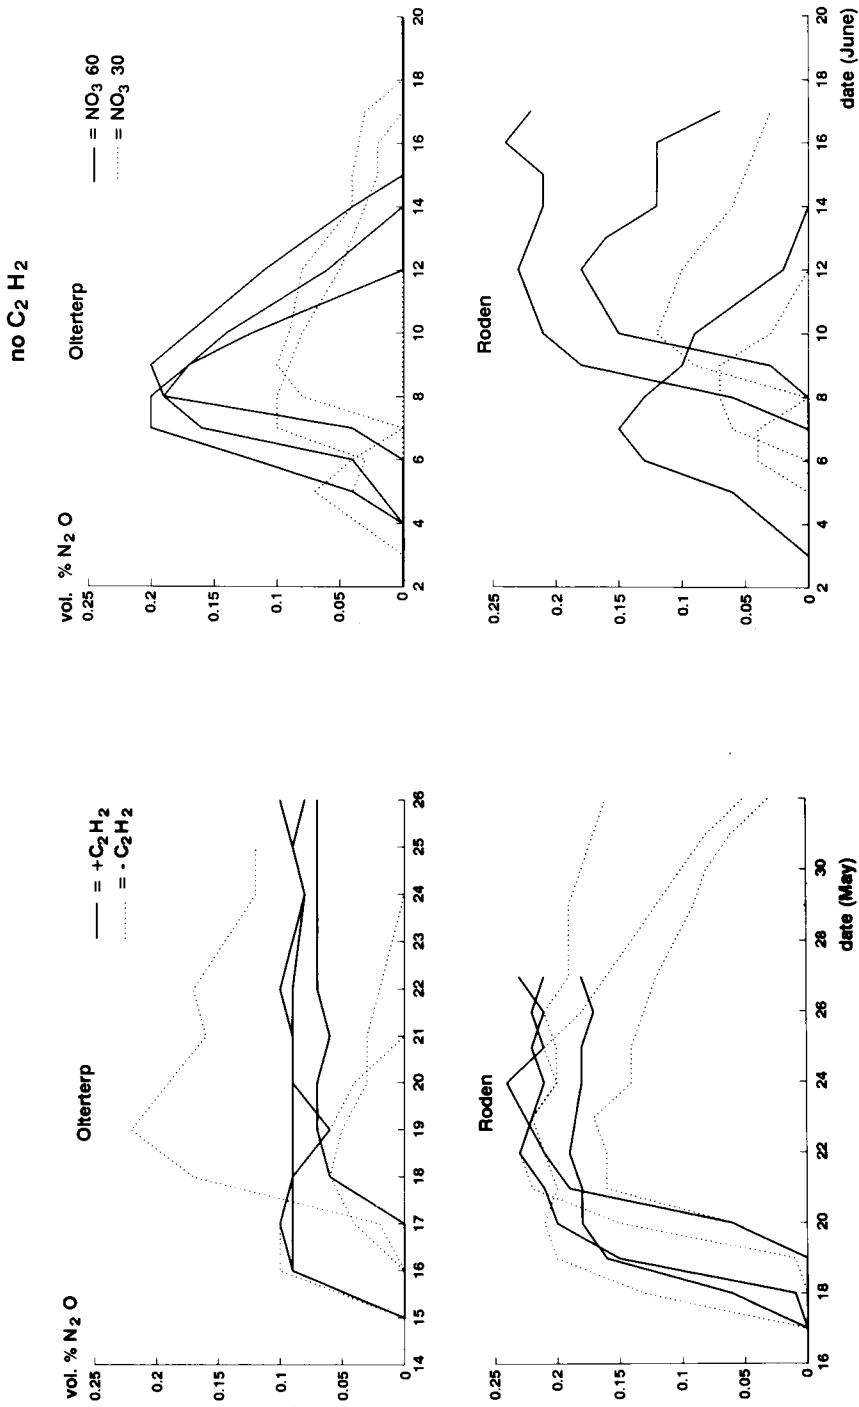 vol. % N2 O
Olterterp
= +C2H2
= - C2H2
0.25
0.2
0.15
0.1
0.05
0
14 15 16 17 18 19 20 21 22 24 25 26
Roden
0.25
0.2
0.15
0.1
0.05
0
16 18 20 22 24 26 28 30
date (May)
no C2 H2
vol. % N2 O
Olterterp
= NO3 60
= NO3 30
0.25
0.2
0.15
0.1
0.05
0
2 4 6 8 10 12 14 16 18 20
Roden
0.25
0.2
0.15
0.1
0.05
0
2 4 6 8 10 12 14 16 18 20
date (June)